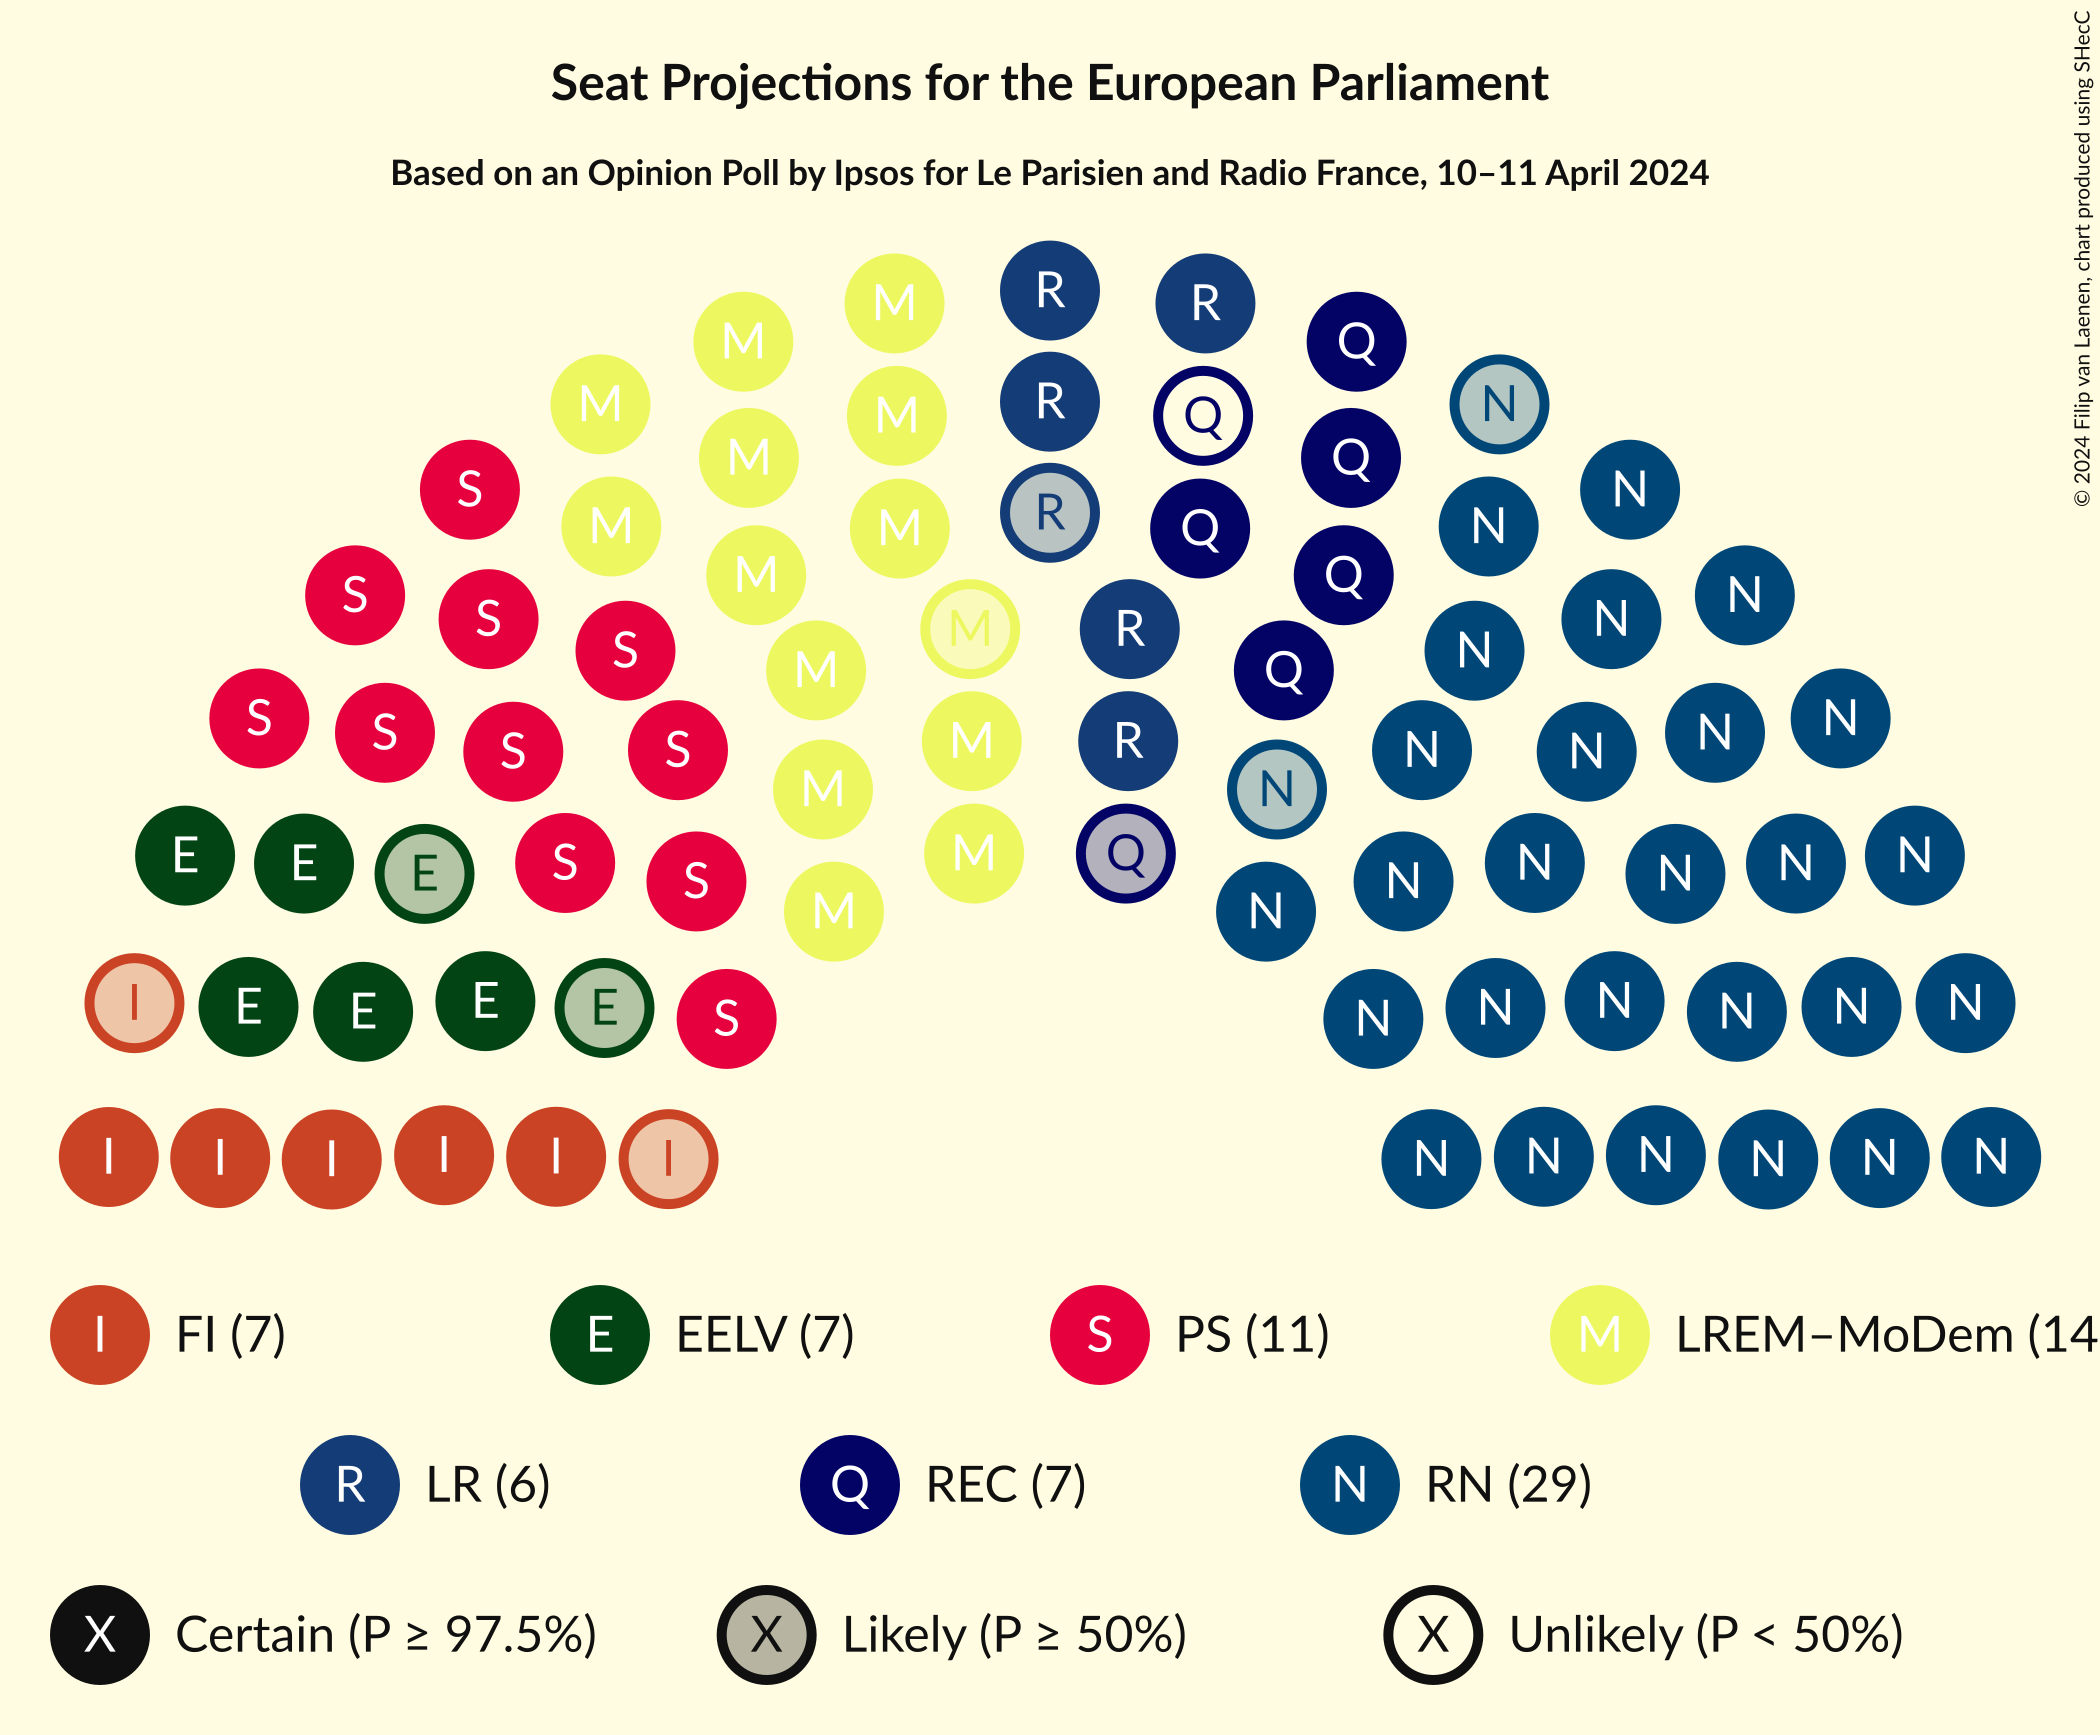 Seat Projections for the European Parliament
Based on an Opinion Poll by Ipsos for Le Parisien and Radio France, 10–11 April 2024
© 2024 Filip van Laenen, chart produced using SHecC
M R R
M Q
M N
M R Q M Q
S N
M M N
M R Q
M Q
S N
S N
S N
M R
M Q
S N
S N
S S N N
M R
S N
M N
E E E S S M M Q N N N N N N
I E E E E S N N N N N N
I I I I I I N N N N N N
I FI (7) E EELV (7) S PS (11) M LREM–MoDem (14
R LR (6) Q REC (7) N RN (29)
X Certain (P ≥ 97.5%) X Likely (P ≥ 50%) X Unlikely (P < 50%)